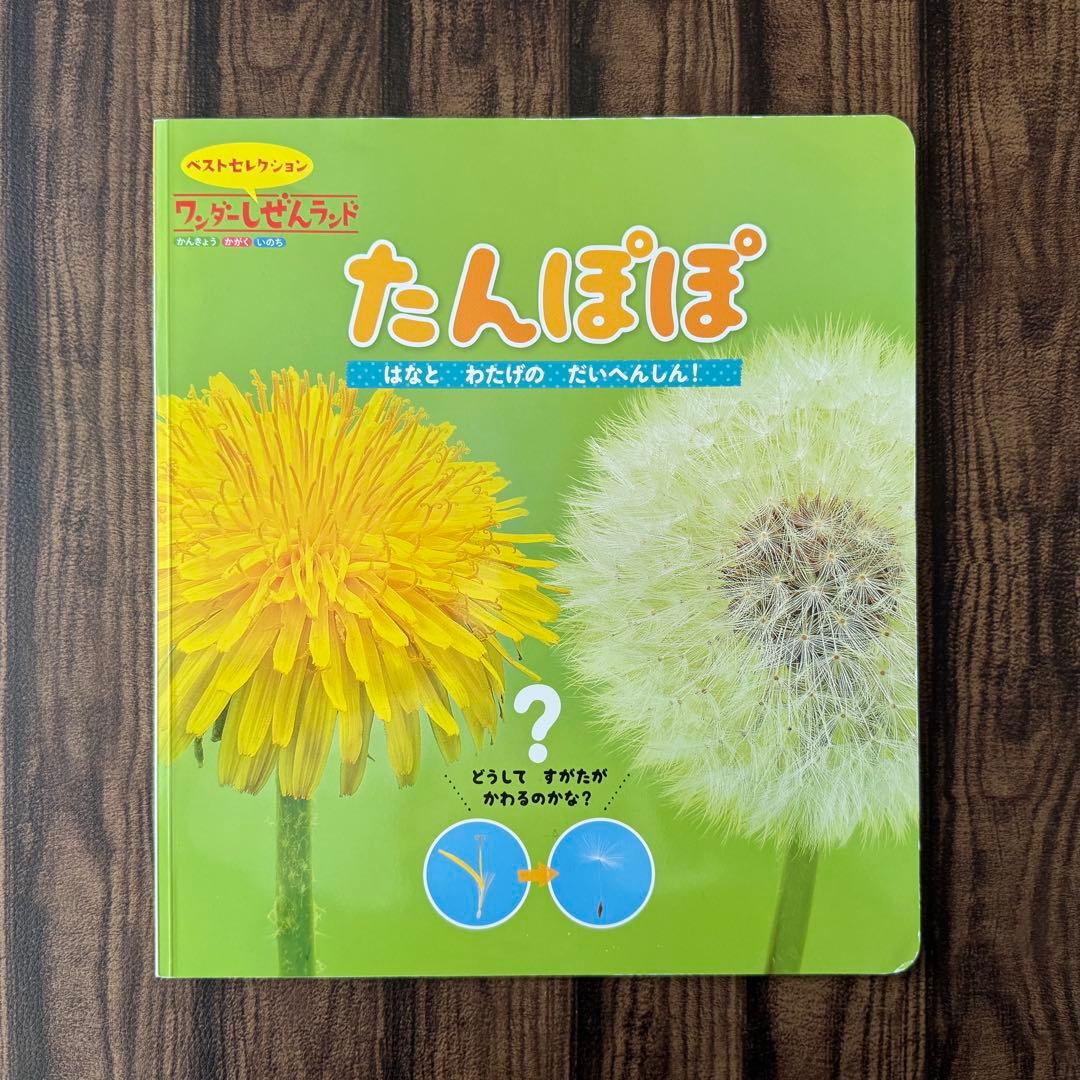 ベストセレクション
ワンダーしぜんランド
かんきょう かがく いのち
たんぽぽ
はなと わたげの だいへんしん！
?
どうして すがたが
かわるのかな？